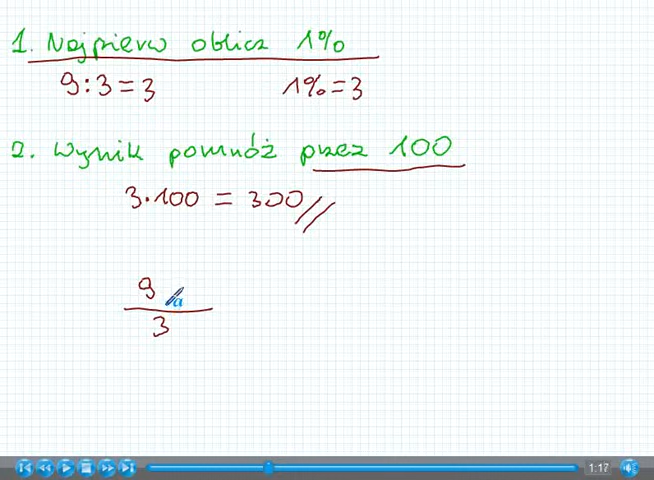 1. Najpierw oblicz 1%
9:3=3 1%=3
2. Wynik pomnóż przez 100
3·100=300
9
3
1:17